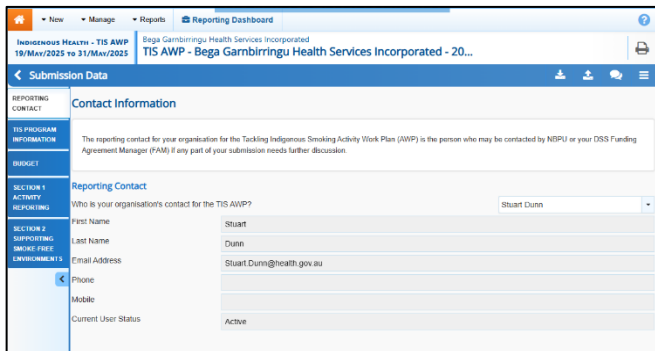 New Manage Reports Reporting Dashboard
INDIGENOUS HEALTH - TIS AWP
19/MAY/2025 TO 31/MAY/2025
Bega Garnbirringu Health Services Incorporated
TIS AWP - Bega Garnbirringu Health Services Incorporated - 20...
Submission Data
REPORTING
CONTACT
TIS PROGRAM
INFORMATION
BUDGET
SECTION 1
ACTIVITY
REPORTING
SECTION 2
SUPPORTING
SMOKE-FREE
ENVIRONMENTS
Contact Information
The reporting contact for your organisation for the Tackling Indigenous Smoking Activity Work Plan (AWP) is the person who may be contacted by NBPU or your DSS Funding
Agreement Manager (FAM) if any part of your submission needs further discussion.
Reporting Contact
Who is your organisation's contact for the TIS AWP? Stuart Dunn
First Name Stuart
Last Name Dunn
Email Address Stuart.Dunn@health.gov.au
Phone
Mobile
Current User Status Active